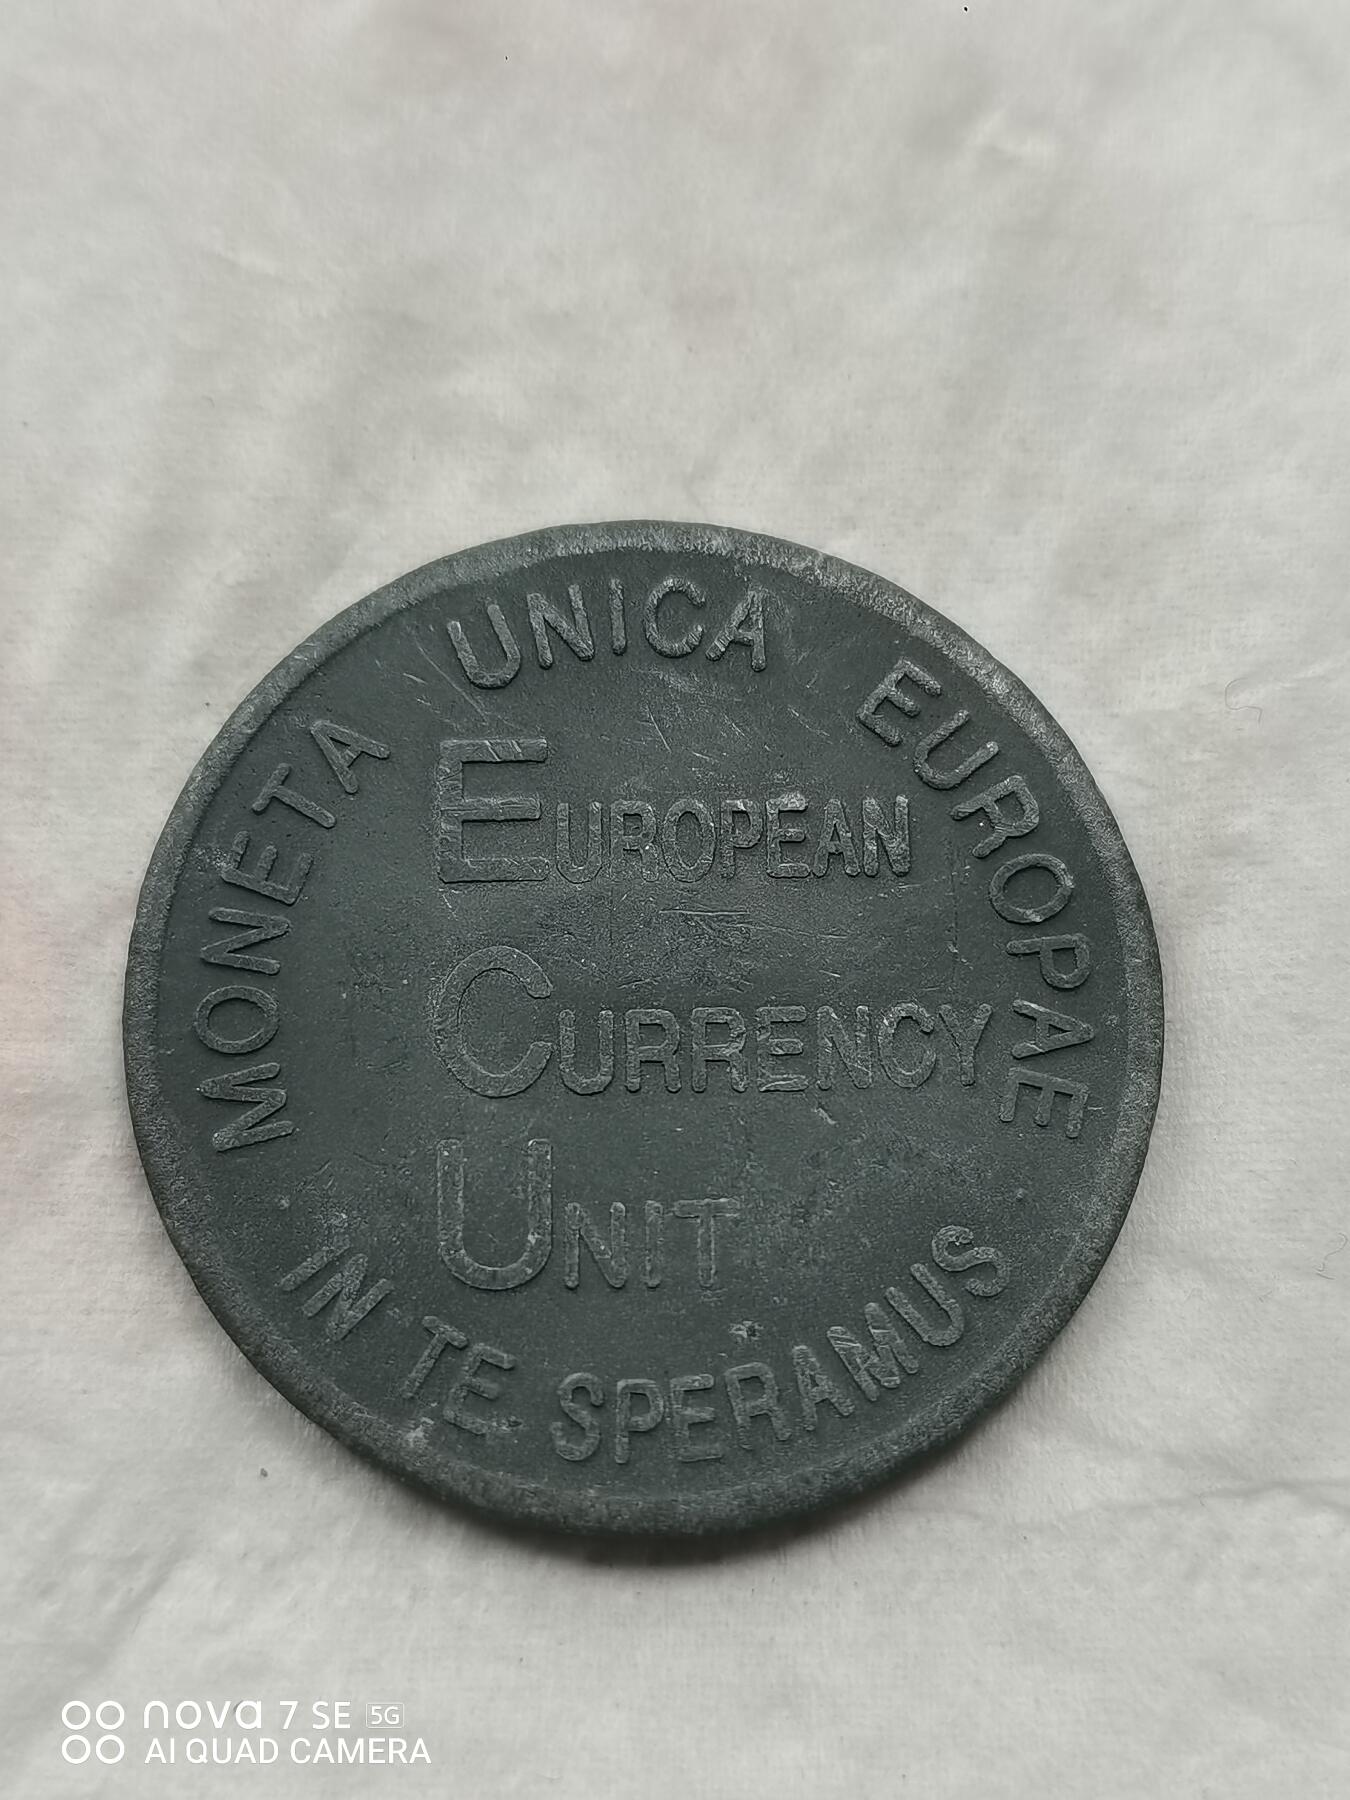 MONETA UNICA EUROPAE
EUROPEAN
CURRENCY
UNIT
IN TE SPERAMUS
nova 7 SE 5G
AI QUAD CAMERA